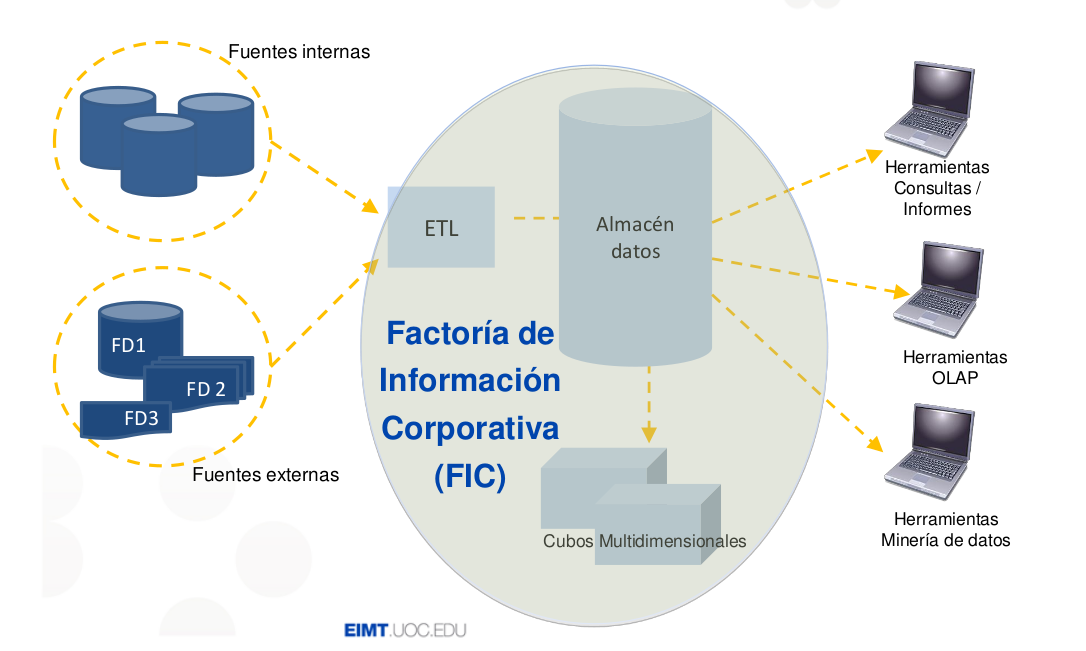 Fuentes internas
ETL
Almacén
datos
Herramientas
Consultas /
Informes
Herramientas
OLAP
FD1
FD 2
FD3
Fuentes externas
Factoría de
Información
Corporativa
(FIC)
Cubos Multidimensionales
Herramientas
Minería de datos
EIMT.UOC.EDU